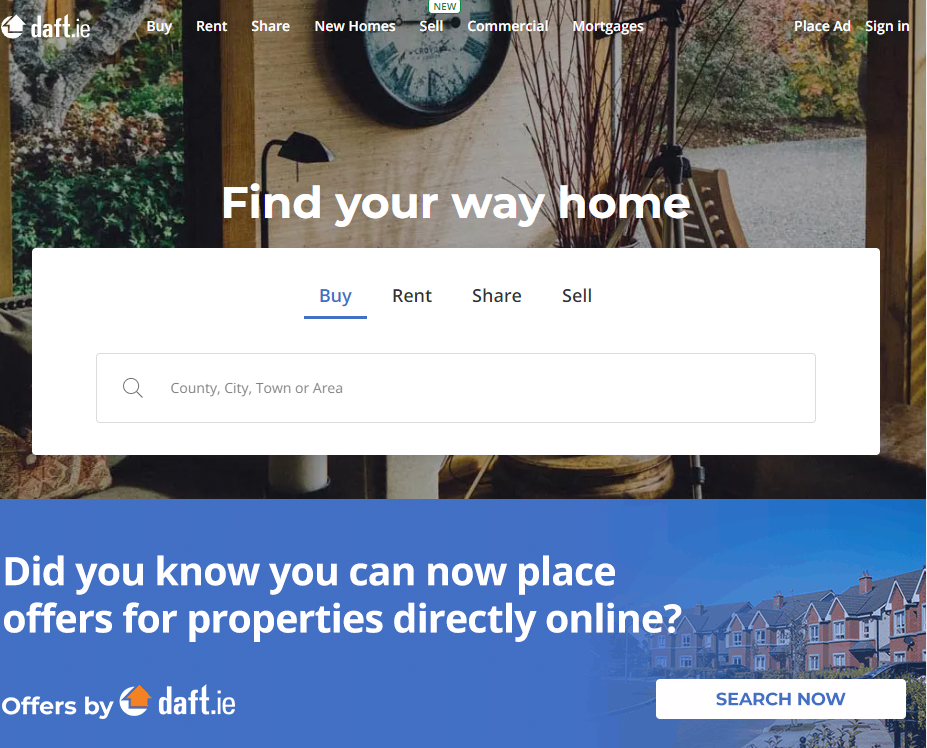 NEW
daft.ie Buy Rent Share New Homes Sell Commercial Mortgages Place Ad Sign in
Find your way home
Buy Rent Share Sell
County, City, Town or Area
Did you know you can now place
offers for properties directly online?
Offers by daft.ie
SEARCH NOW